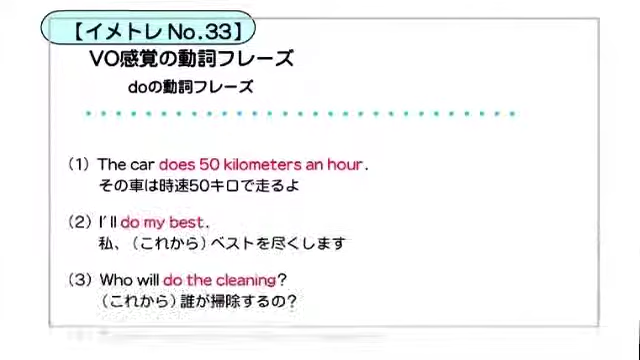 【イメトレ No.33】
VO感覚の動詞フレーズ
doの動詞フレーズ
(1) The car does 50 kilometers an hour.
その車は時速50キロで走るよ
(2) I'll do my best.
私、(これから)ベストを尽くします
(3) Who will do the cleaning?
(これから)誰が掃除するの?